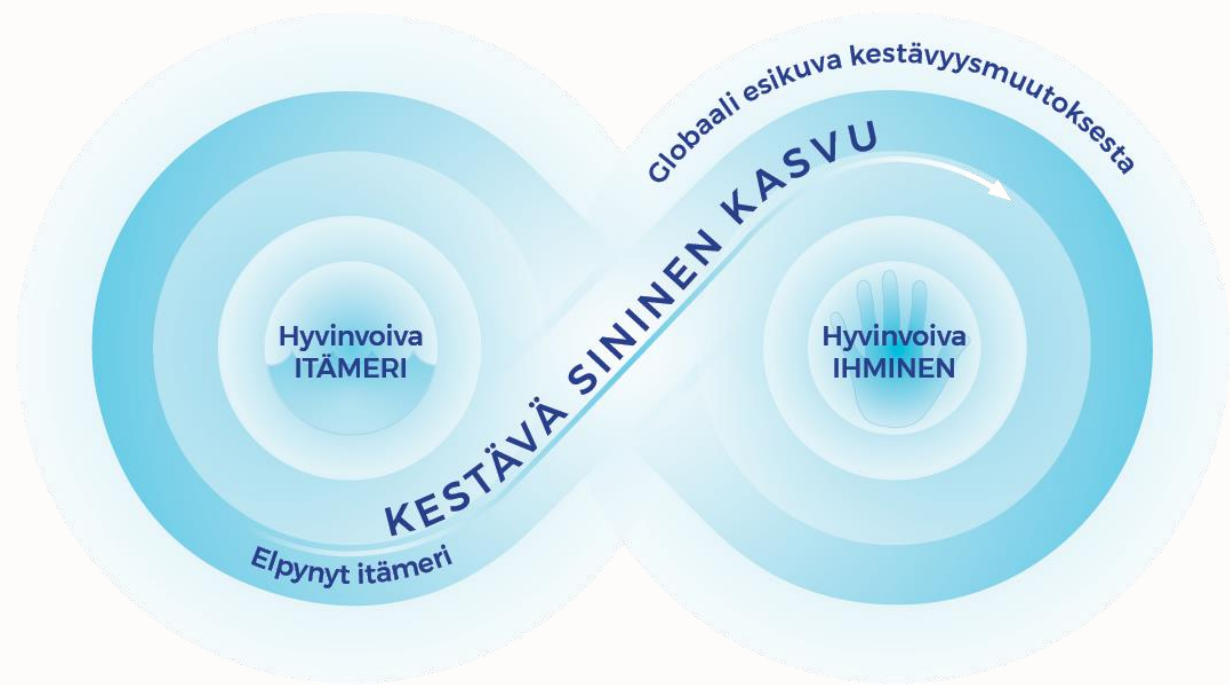 Globaali esikuva kestävyysmuutoksesta
KESTÄVÄ SININEN KASVU
Hyvinvoiva
ITÄMERI
Hyvinvoiva
IHMINEN
Elpynyt itämeri